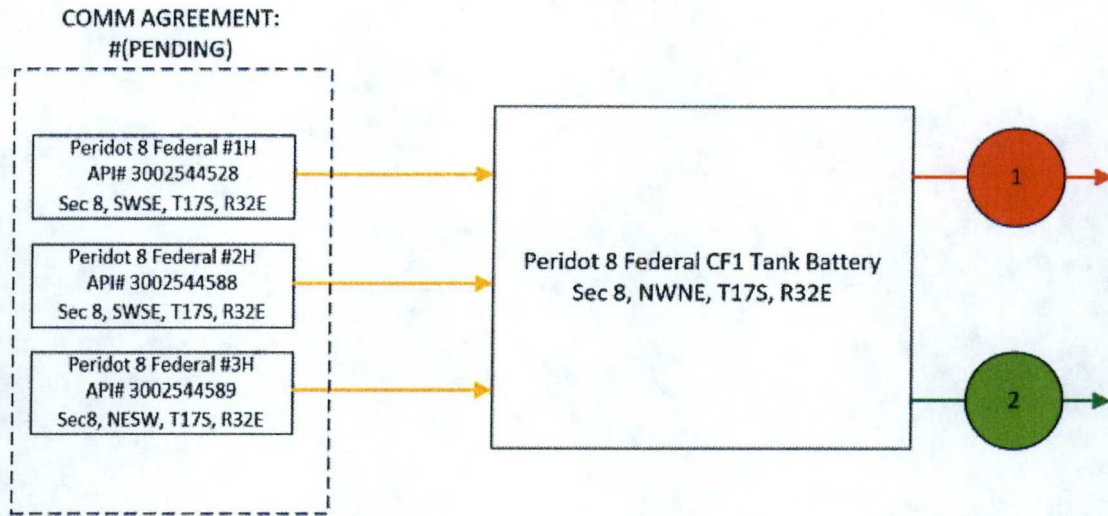 COMM AGREEMENT:
#(PENDING)
Peridot 8 Federal #1H
API# 3002544528
Sec 8, SWSE, T17S, R32E
Peridot 8 Federal #2H
API# 3002544588
Sec 8, SWSE, T17S, R32E
Peridot 8 Federal #3H
API# 3002544589
Sec8, NESW, T17S, R32E
Peridot 8 Federal CF1 Tank Battery
Sec 8, NWNE, T17S, R32E
1
2